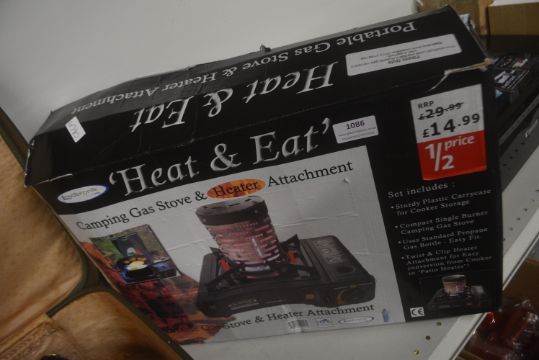 Portable Gas Stove & Heater Attachment
Heat & Eat
1086
'Heat & Eat'
Camping Gas Stove & Heater Attachment
RRP
£29.99
£14.99
1/2 price
Set includes :
• Sturdy Plastic Carrycase
for Cooker Storage
• Compact Single Burner
Camping Gas Stove
• Uses Standard Propane
Gas Bottle - Easy Fit
• Twist & Clip Heater
Attachment for Easy
conversion from Cooker
to "Patio Heater"!
Stove & Heater Attachment
CE